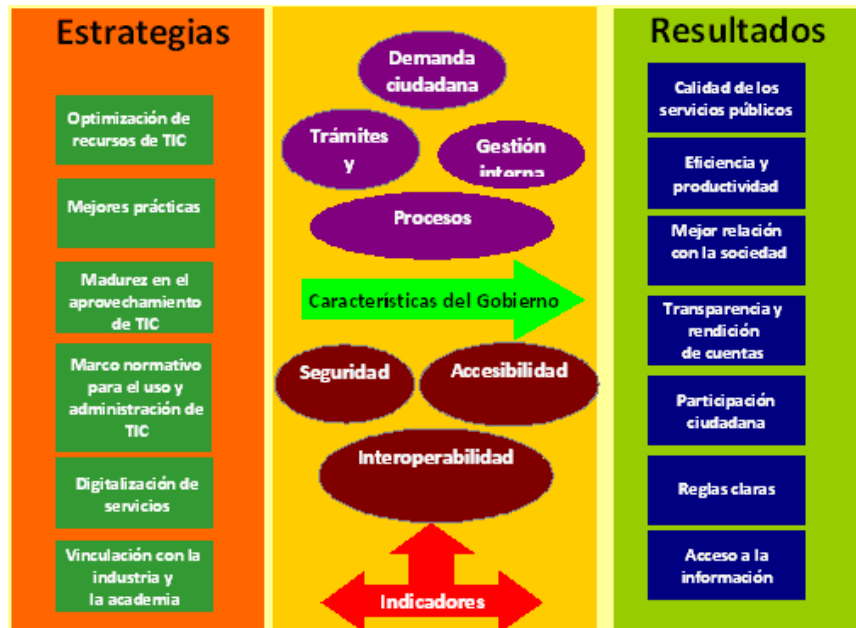 Estrategias
Optimización de
recursos de TIC
Mejores prácticas
Madurez en el
aprovechamiento
de TIC
Marco normativo
para el uso y
administración de
TIC
Digitalización de
servicios
Vinculación con la
industria y
la academia
Demanda
ciudadana
Trámites
y
Gestión
interna
Procesos
Características del Gobierno
Seguridad
Accesibilidad
Interoperabilidad
Indicadores
Resultados
Calidad de los
servicios públicos
Eficiencia y
productividad
Mejor relación
con la sociedad
Transparencia y
rendición
de cuentas
Participación
ciudadana
Reglas claras
Acceso a la
información